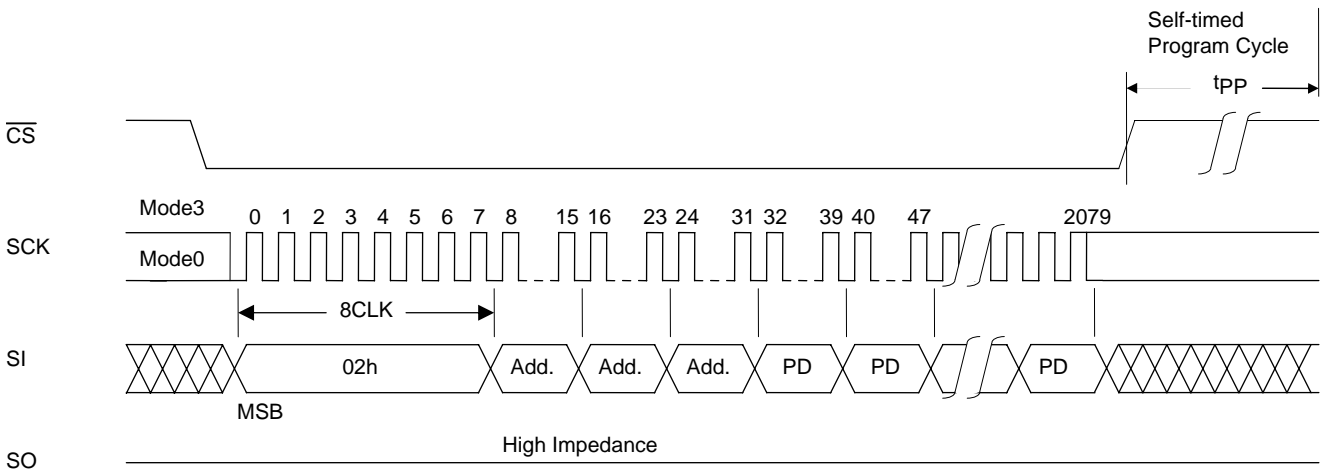 Self-timed
Program Cycle
tPP
CS
Mode3
0 1 2 3 4 5 6 7 8 15 16 23 24 31 32 39 40 47 2079
SCK
Mode0
8CLK
SI
02h Add. Add. Add. PD PD PD
MSB
High Impedance
SO